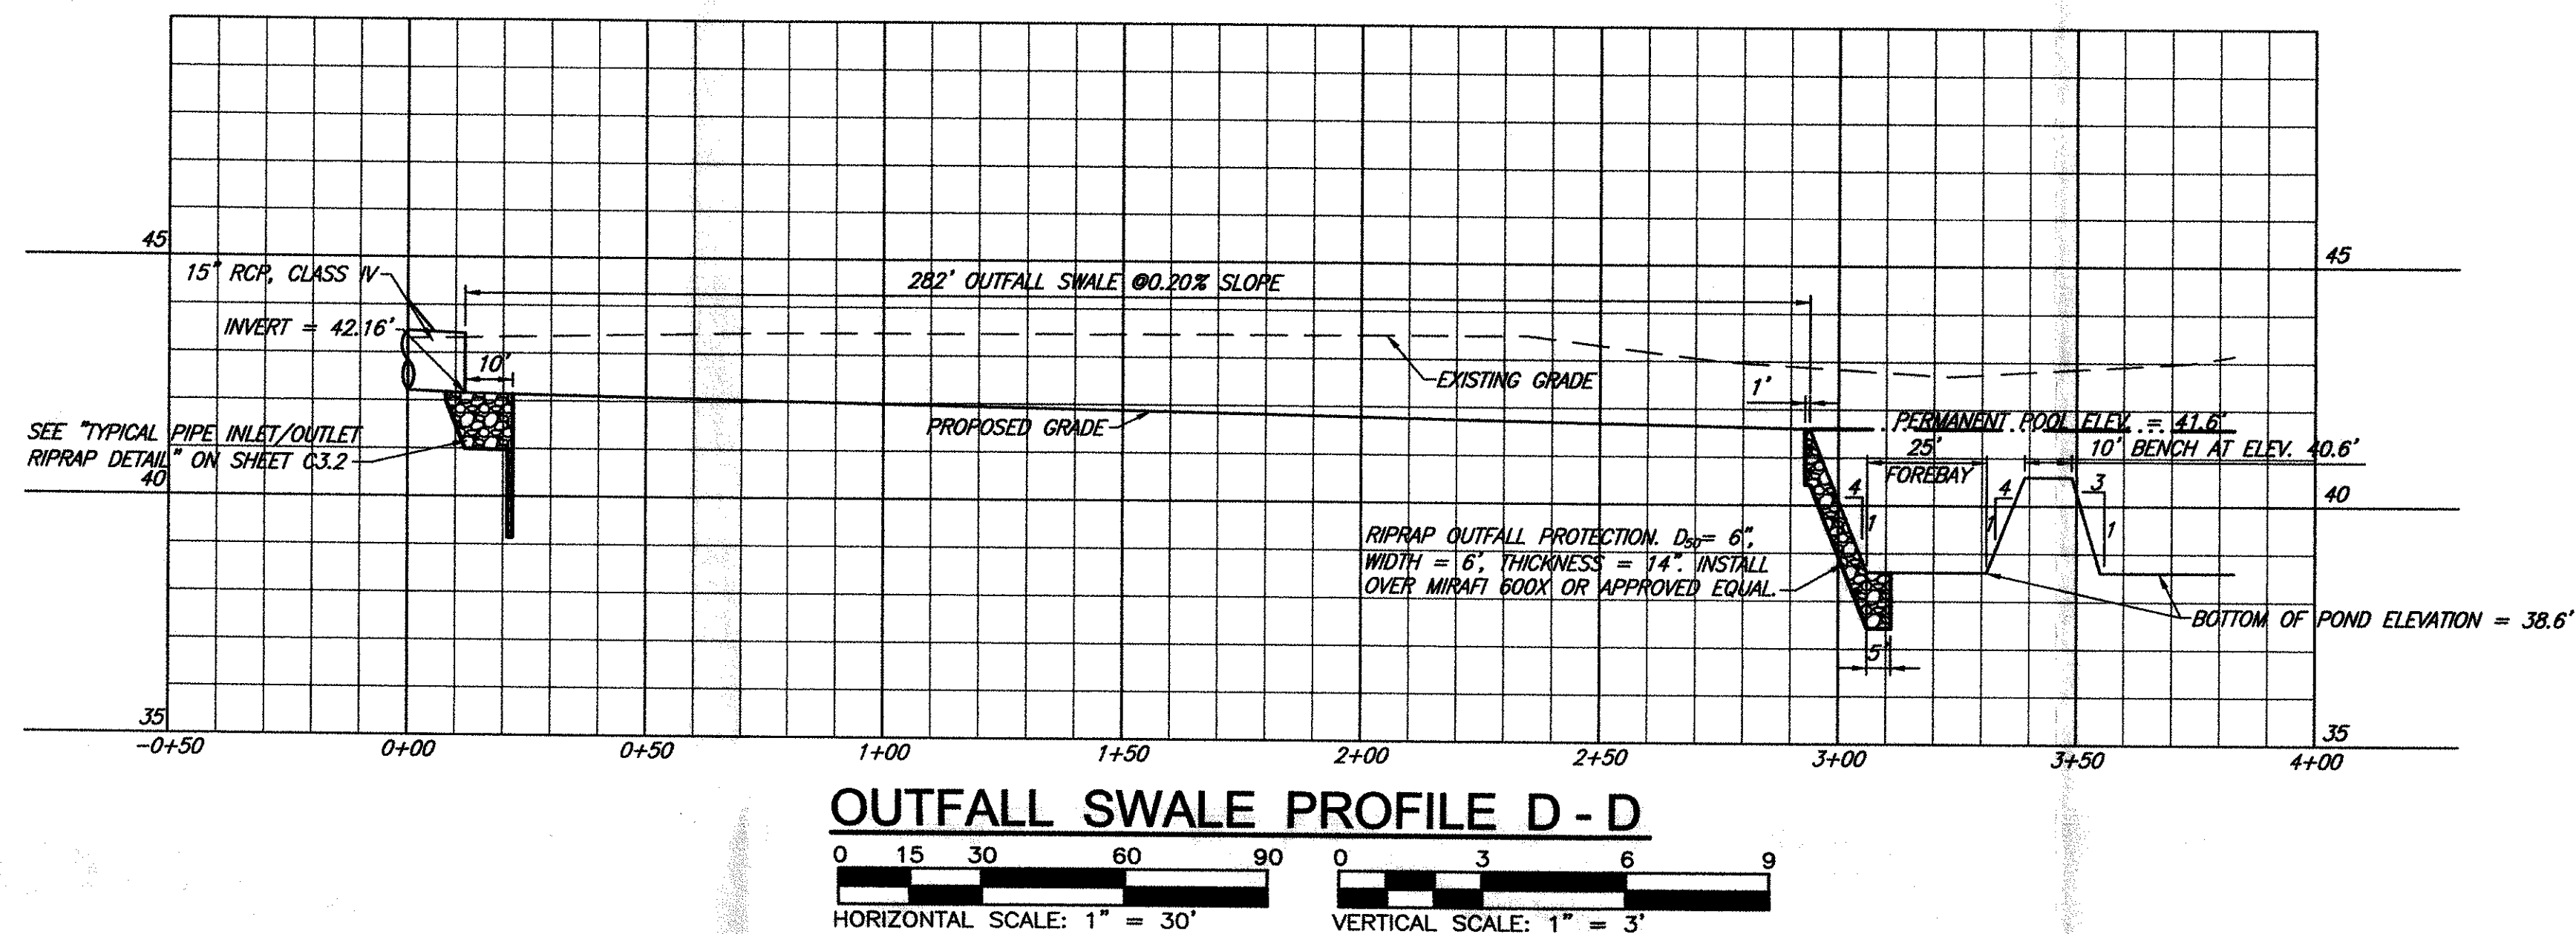 45
45
15" RCP, CLASS IV
282' OUTFALL SWALE @0.20% SLOPE
INVERT = 42.16'
10'
EXISTING GRADE
1'
PROPOSED GRADE
PERMANENT POOL ELEV. = 41.6'
SEE "TYPICAL PIPE INLET/OUTLET
RIPRAP DETAIL" ON SHEET C3.2
25'
FOREBAY
10' BENCH AT ELEV. 40.6'
40
40
4
1
4
1
3
1
RIPRAP OUTFALL PROTECTION. D50= 6",
WIDTH = 6', THICKNESS = 14". INSTALL
OVER MIRAFI 600X OR APPROVED EQUAL.
BOTTOM OF POND ELEVATION = 38.6'
5'
35
35
-0+50 0+00 0+50 1+00 1+50 2+00 2+50 3+00 3+50 4+00
OUTFALL SWALE PROFILE D - D
0 15 30 60 90
HORIZONTAL SCALE: 1" = 30'
0 3 6 9
VERTICAL SCALE: 1" = 3'